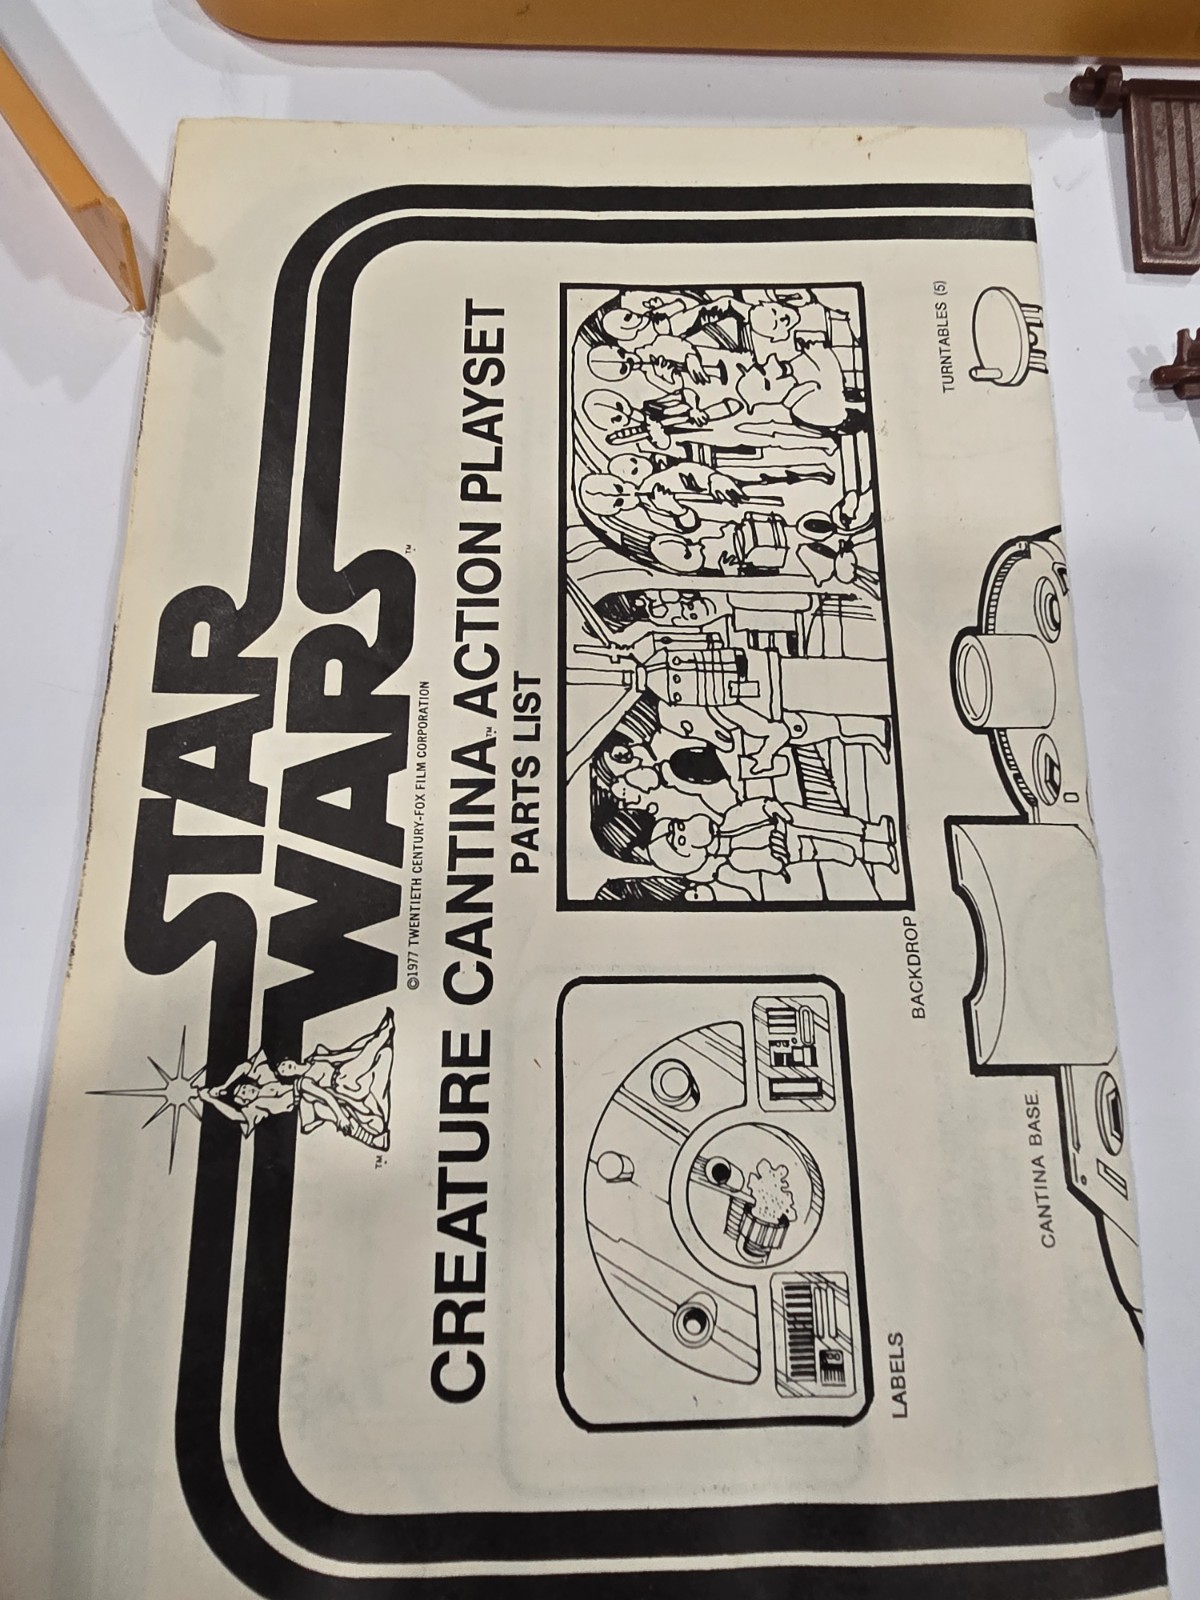 STAR
WARS™
™
©1977 TWENTIETH CENTURY-FOX FILM CORPORATION
CREATURE CANTINA™ ACTION PLAYSET
PARTS LIST
LABELS
BACKDROP
TURNTABLES (5)
CANTINA BASE